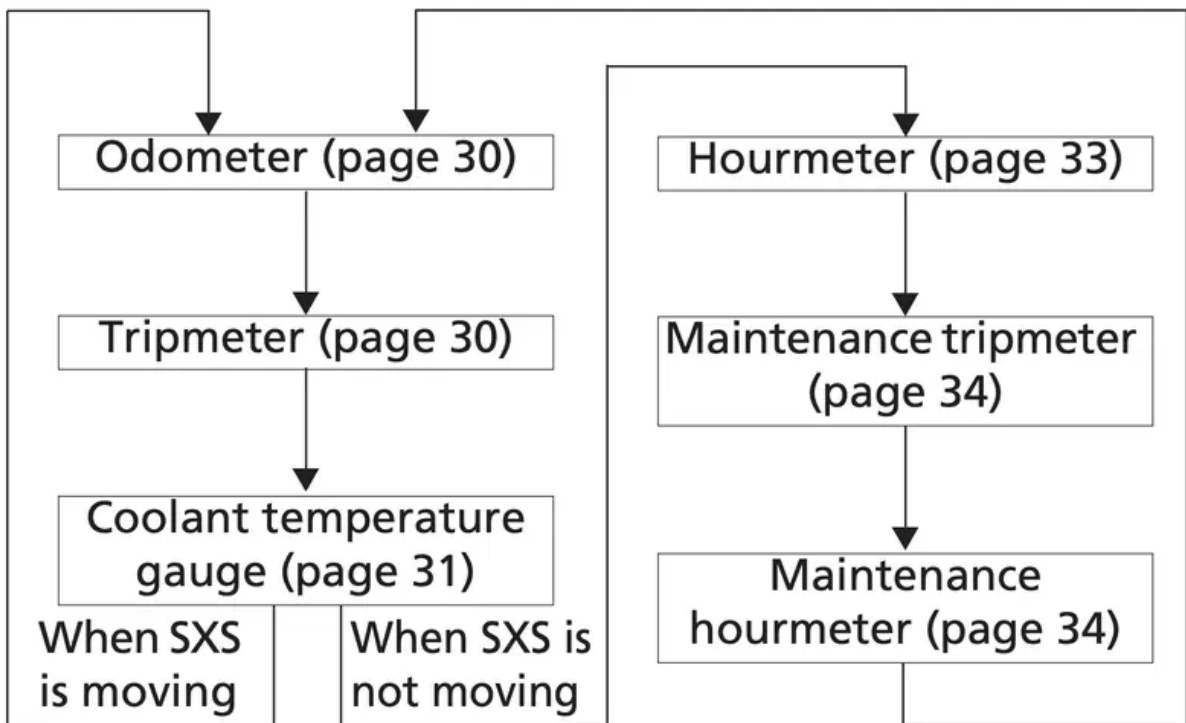 Odometer (page 30)
Tripmeter (page 30)
Coolant temperature
gauge (page 31)
When SXS
is moving
When SXS is
not moving
Hourmeter (page 33)
Maintenance tripmeter
(page 34)
Maintenance
hourmeter (page 34)